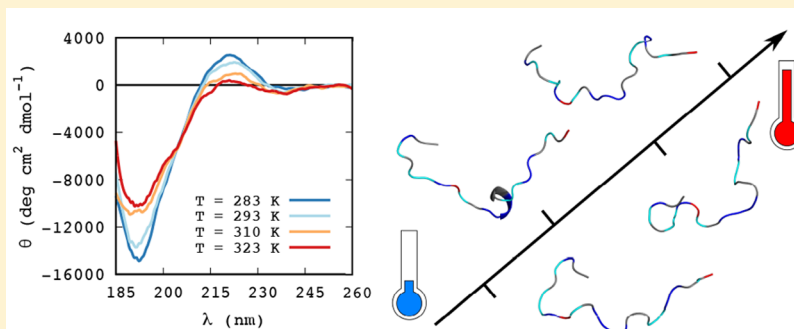 4000
0
-4000
-8000
-12000
-16000
θ (deg cm² dmol⁻¹)
T = 283 K
T = 293 K
T = 310 K
T = 323 K
185 200 215 230 245 260
λ (nm)